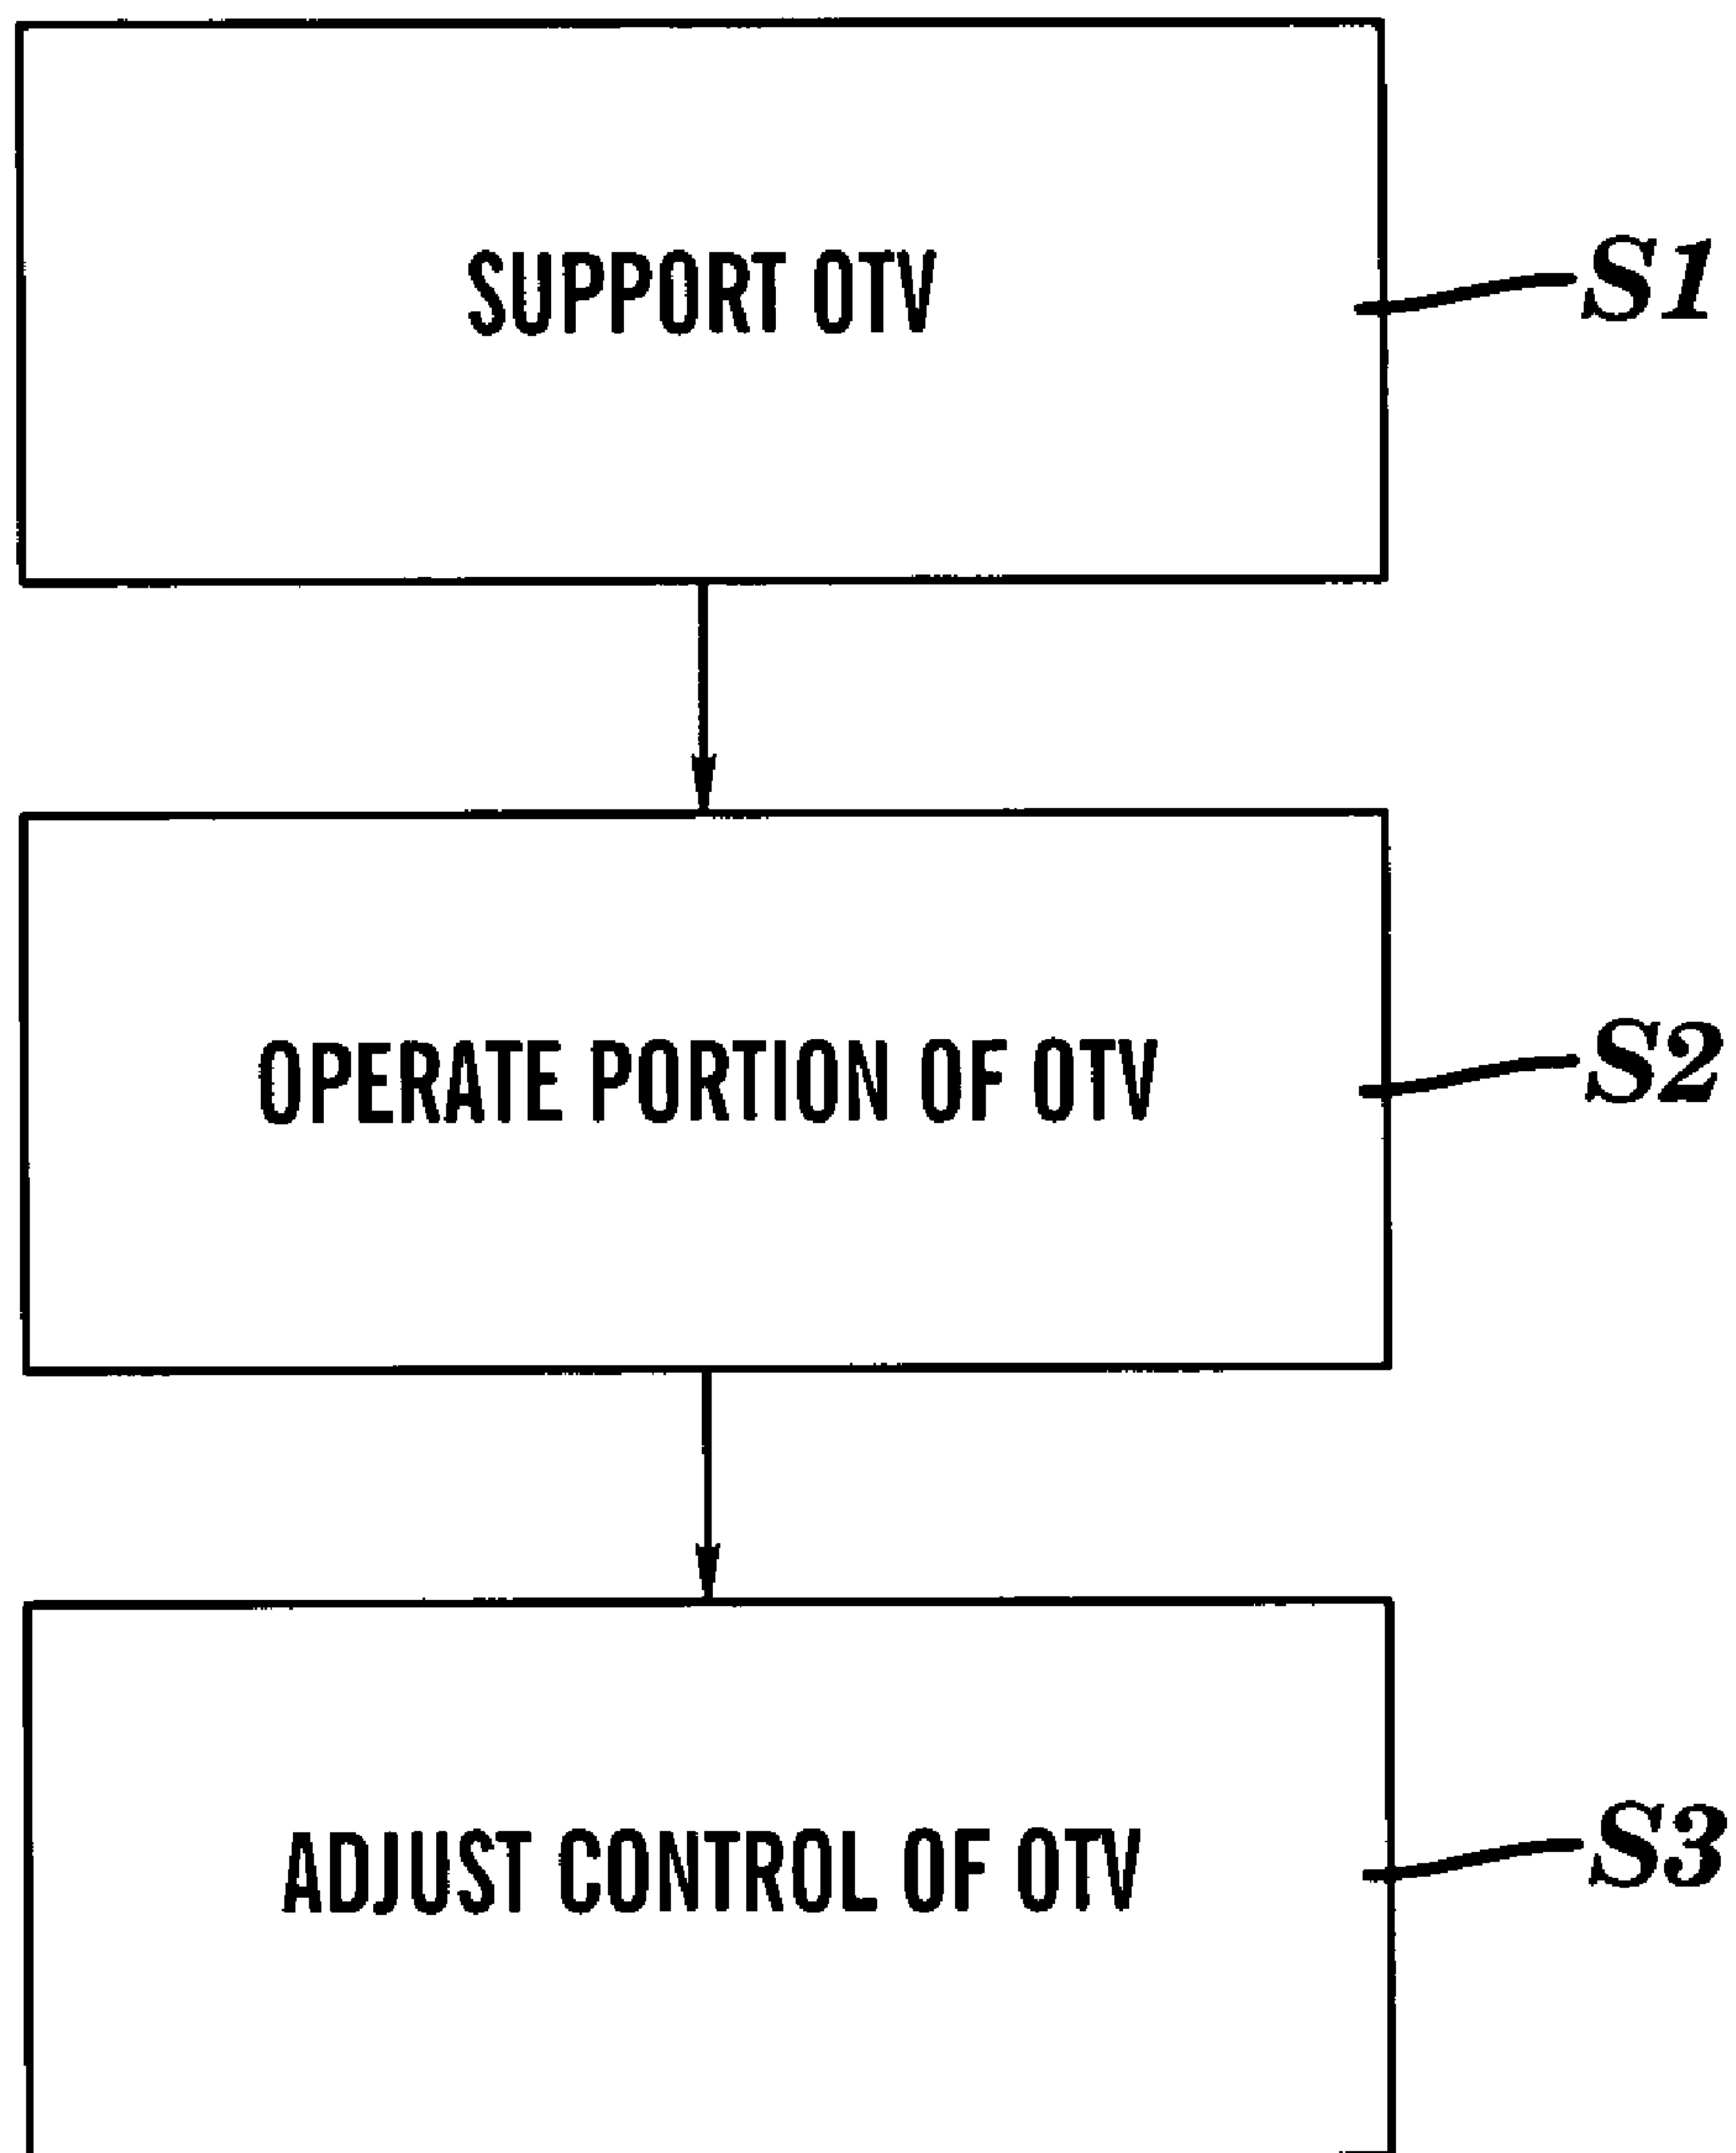 SUPPORT OTV
S1
OPERATE PORTION OF OTV
S2
ADJUST CONTROL OF OTV
S3